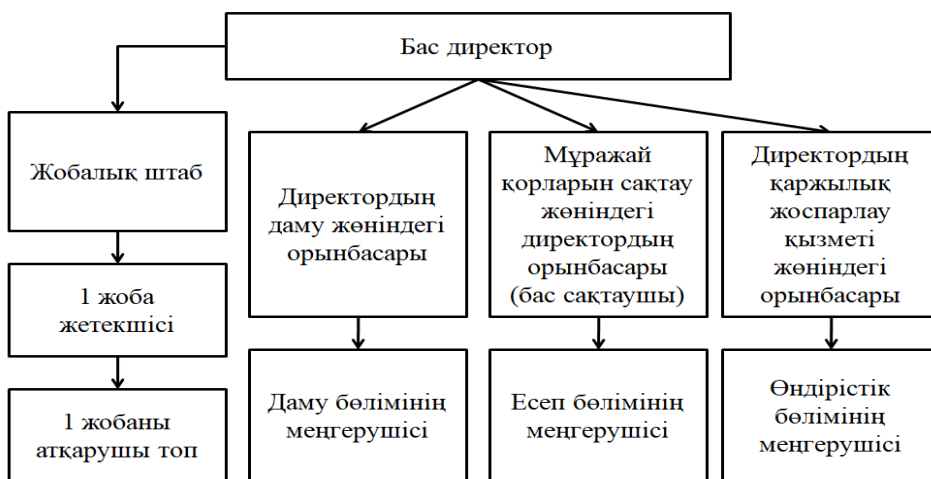 Бас директор
Жобалық штаб
Директордың
даму жөніндегі
орынбасары
Мұражай
қорларын сақтау
жөніндегі
директордың
орынбасары
(бас сақтаушы)
Директордың
қаржылық
жоспарлау
қызметі
жөніндегі
орынбасары
1 жоба
жетекшісі
1 жобаны
атқарушы топ
Даму бөлімінің
меңгерушісі
Есеп бөлімінің
меңгерушісі
Өндірістік
бөлімінің
меңгерушісі